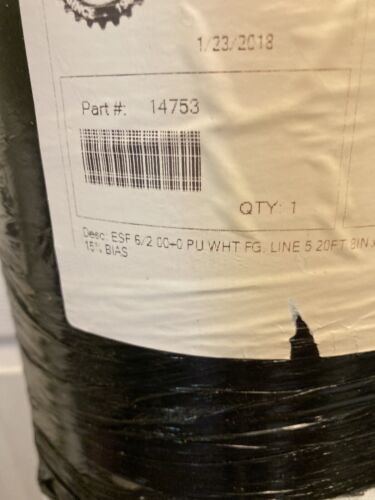 1/23/2018
Part #: 14753
QTY: 1
Desc: ESF 6/2 00+0 PU WHT FG. LINE 5 20FT 8IN
15% BIAS